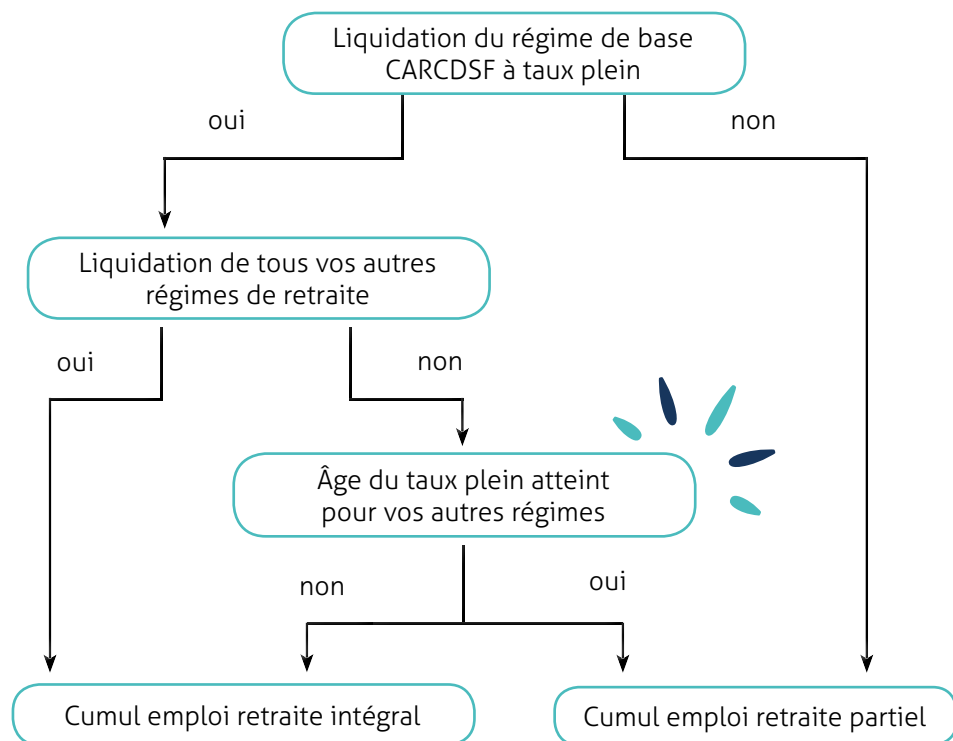 Liquidation du régime de base
CARCDSF à taux plein
oui
non
Liquidation de tous vos autres
régimes de retraite
oui
non
Âge du taux plein atteint
pour vos autres régimes
non
oui
Cumul emploi retraite intégral
Cumul emploi retraite partiel